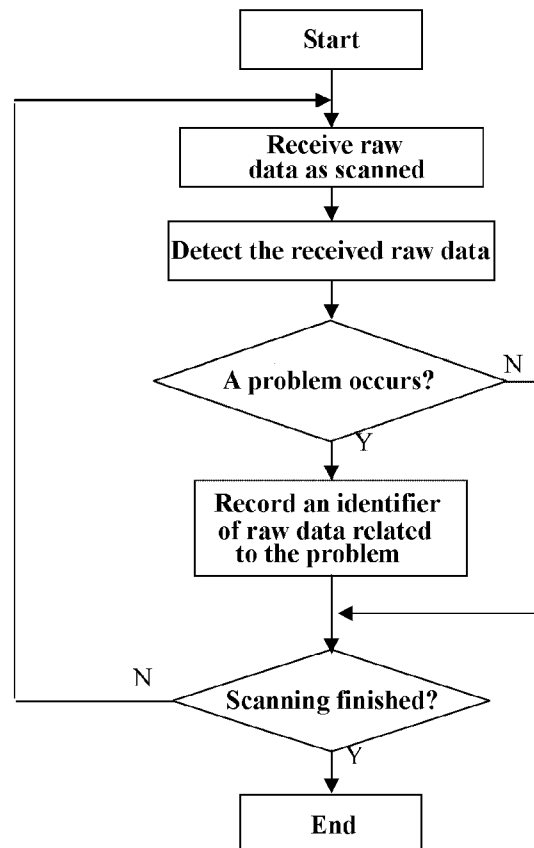 Start
Receive raw
data as scanned
Detect the received raw data
A problem occurs?
N
Y
Record an identifier
of raw data related
to the problem
N
Scanning finished?
Y
End